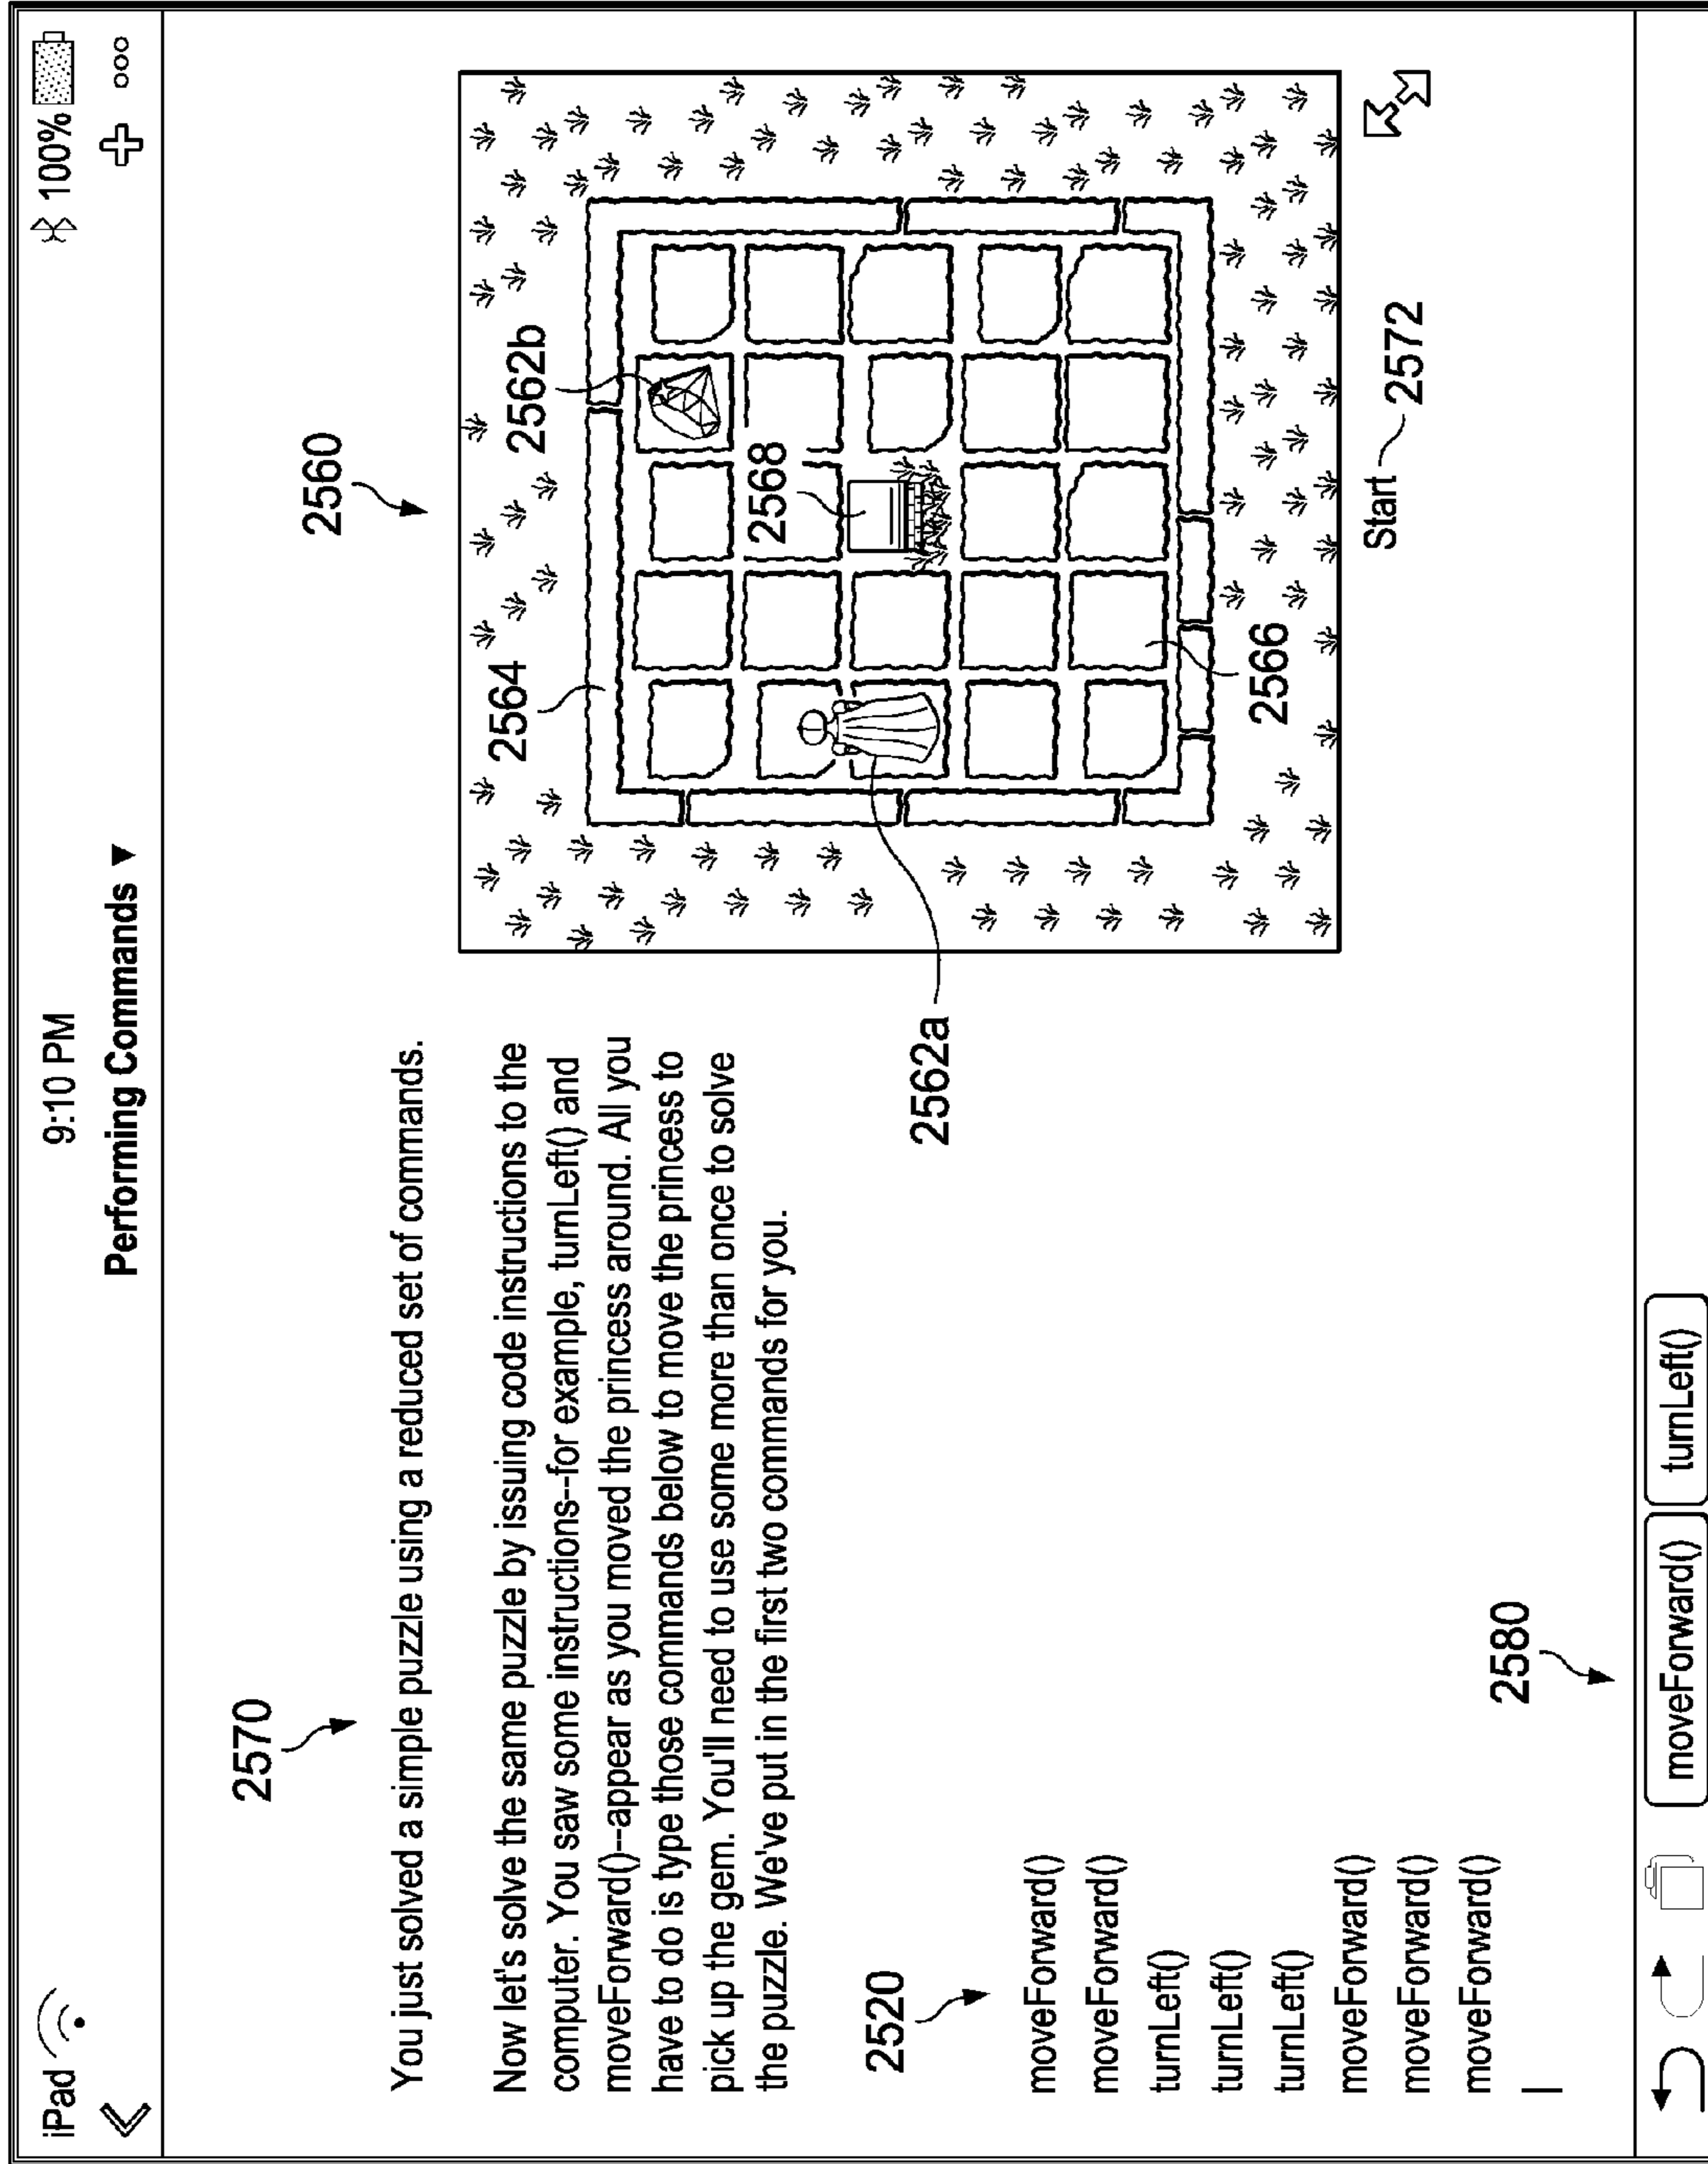 iPad
9:10 PM
100%
Performing Commands ▼
2570
You just solved a simple puzzle using a reduced set of commands.
Now let's solve the same puzzle by issuing code instructions to the
computer. You saw some instructions--for example, turnLeft() and
moveForward()--appear as you moved the princess around. All you
have to do is type those commands below to move the princess to
pick up the gem. You'll need to use some more than once to solve
the puzzle. We've put in the first two commands for you.
2520
moveForward()
moveForward()
turnLeft()
turnLeft()
turnLeft()
moveForward()
moveForward()
moveForward()
2560
2564
2562b
2568
2562a
2566
Start
2572
2580
moveForward()
turnLeft()